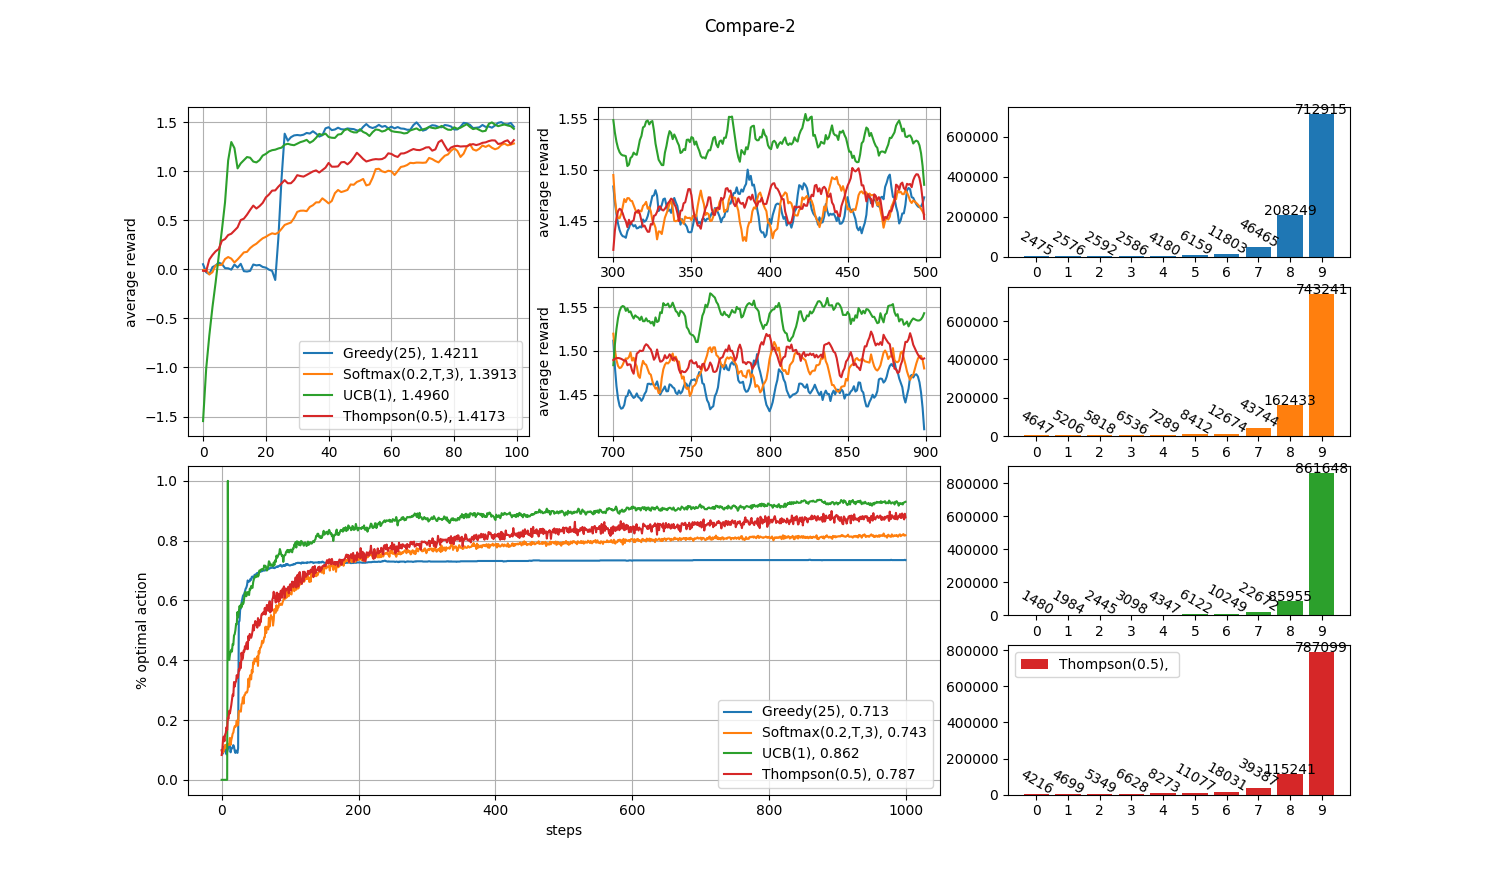 Compare-2
average reward
1.5
1.0
0.5
0.0
−0.5
−1.0
−1.5
0 20 40 60 80 100
Greedy(25), 1.4211
Softmax(0.2,T,3), 1.3913
UCB(1), 1.4960
Thompson(0.5), 1.4173
average reward
1.55
1.50
1.45
300 350 400 450 500
average reward
1.55
1.50
1.45
700 750 800 850 900
600000
400000
200000
0
2475 2576 2592 2586 4180 6159 11803 46465 208249 712915
0 1 2 3 4 5 6 7 8 9
600000
400000
200000
0
4647 5206 5818 6536 7289 8412 12674 43744 162433 743241
0 1 2 3 4 5 6 7 8 9
% optimal action
1.0
0.8
0.6
0.4
0.2
0.0
0 200 400 600 800 1000
steps
Greedy(25), 0.713
Softmax(0.2,T,3), 0.743
UCB(1), 0.862
Thompson(0.5), 0.787
800000
600000
400000
200000
0
1480 1984 2445 3098 4347 6122 10249 22672 85955 861648
0 1 2 3 4 5 6 7 8 9
800000
600000
400000
200000
0
Thompson(0.5),
4216 4699 5349 6628 8273 11077 18031 39387 115241 787099
0 1 2 3 4 5 6 7 8 9